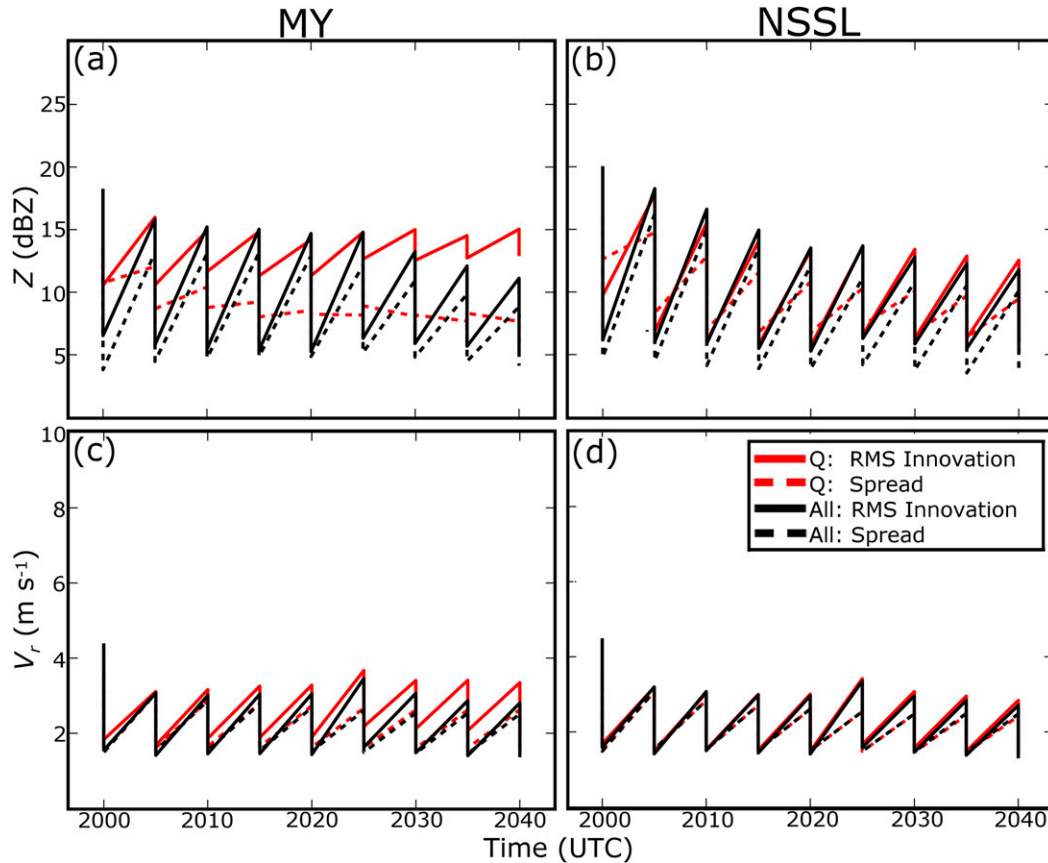 MY NSSL
(a) (b)
25
20
15
10
5
Z (dBZ)
(c) (d)
10
8
6
4
2
Vr (m s-1)
Q: RMS Innovation
Q: Spread
All: RMS Innovation
All: Spread
2000 2010 2020 2030 2040 2000 2010 2020 2030 2040
Time (UTC)